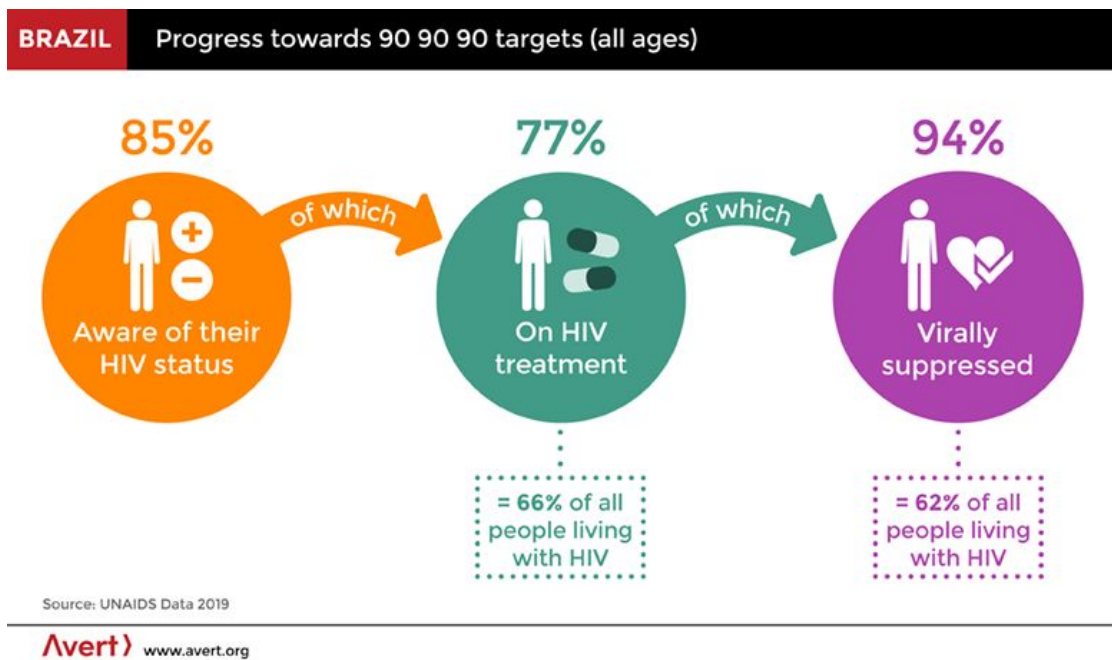 BRAZIL Progress towards 90 90 90 targets (all ages)
85%
of which
Aware of their
HIV status
77%
of which
On HIV
treatment
= 66% of all
people living
with HIV
94%
Virally
suppressed
= 62% of all
people living
with HIV
Source: UNAIDS Data 2019
Avert www.avert.org